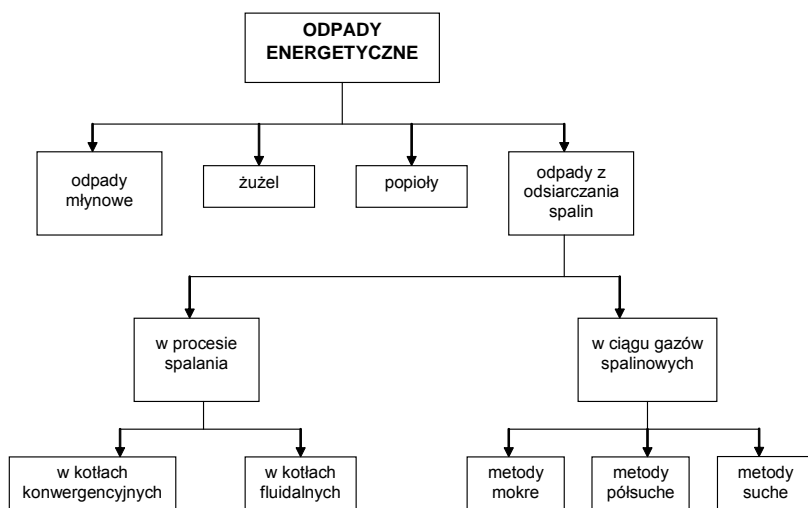 ODPADY
ENERGETYCZNE
odpady
młynowe
żużel
popioły
odpady z
odsiarczania
spalin
w procesie
spalania
w ciągu gazów
spalinowych
w kotłach
konwergencyjnych
w kotłach
fluidalnych
metody
mokre
metody
półsuche
metody
suche